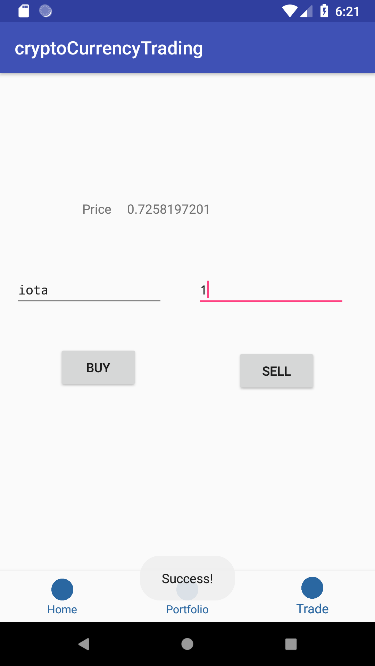 6:21
cryptoCurrencyTrading
Price 0.7258197201
iota 1
BUY SELL
Success!
Home Portfolio Trade